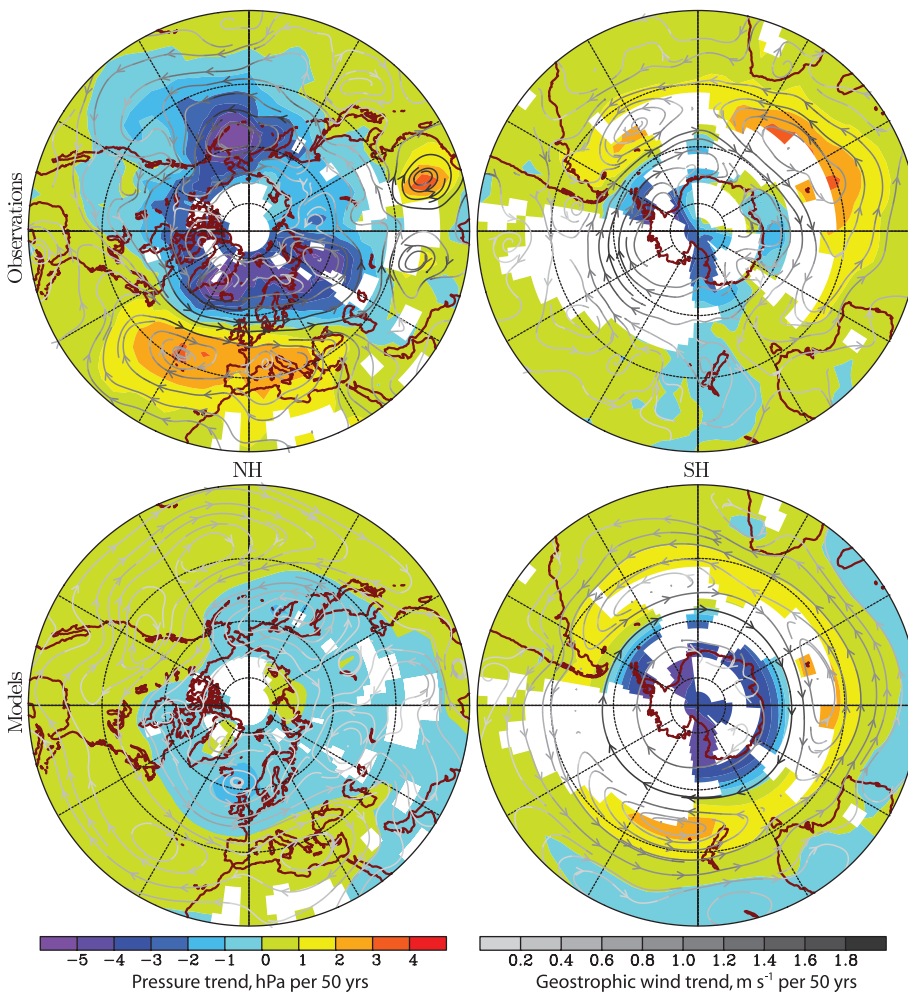 Observations
NH
SH
Models
-5 -4 -3 -2 -1 0 1 2 3 4
Pressure trend, hPa per 50 yrs
0.2 0.4 0.6 0.8 1.0 1.2 1.4 1.6 1.8
Geostrophic wind trend, m s⁻¹ per 50 yrs